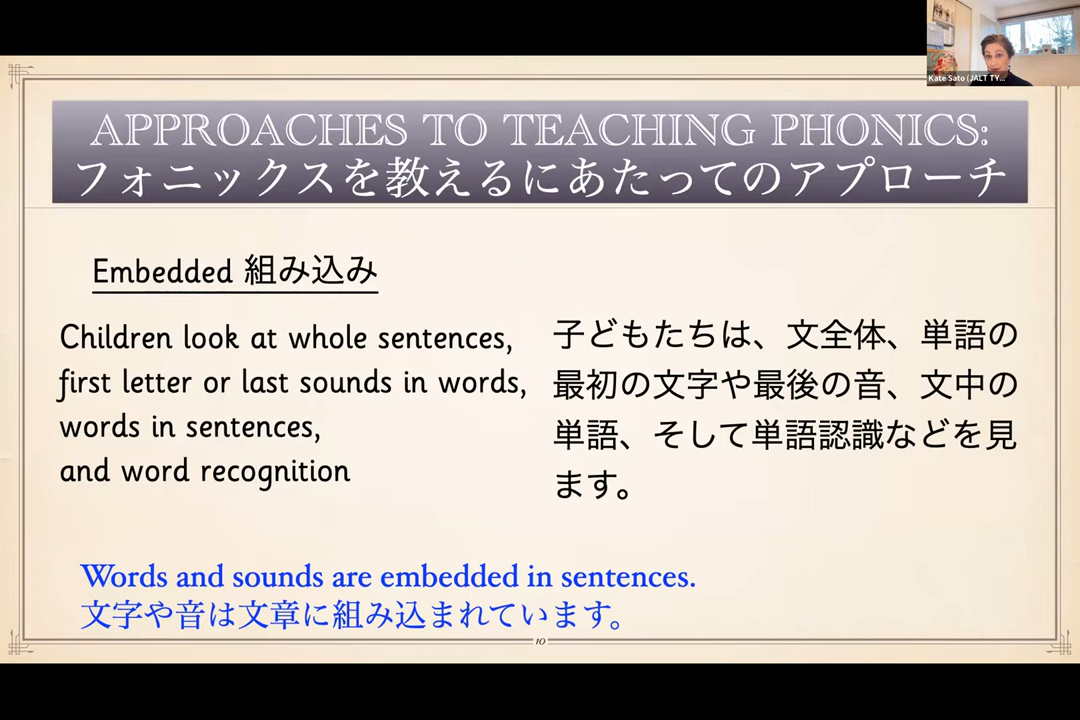 Kate Sato (JALT TY...
APPROACHES TO TEACHING PHONICS:
フォニックスを教えるにあたってのアプローチ
Embedded 組み込み
Children look at whole sentences,
first letter or last sounds in words,
words in sentences,
and word recognition
子どもたちは、文全体、単語の
最初の文字や最後の音、文中の
単語、そして単語認識などを見
ます。
Words and sounds are embedded in sentences.
文字や音は文章に組み込まれています。
10